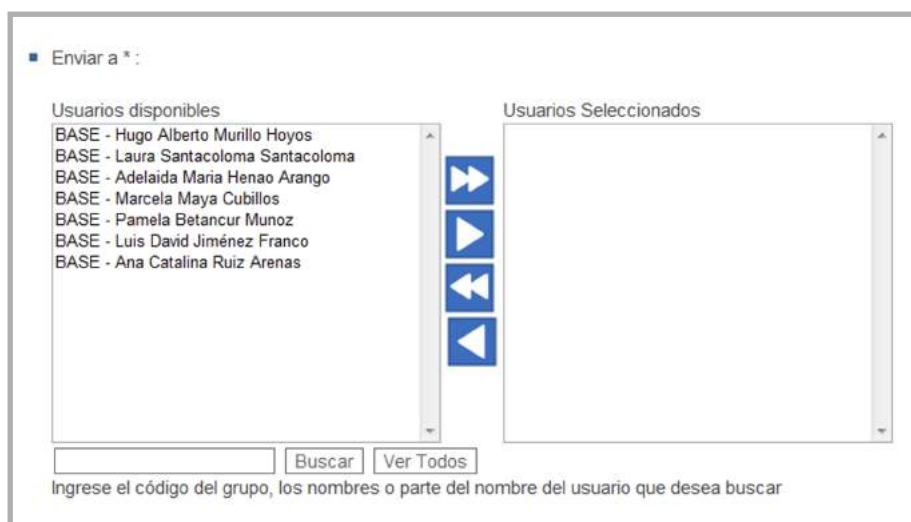 Enviar a * :
Usuarios disponibles
BASE - Hugo Alberto Murillo Hoyos
BASE - Laura Santacoloma Santacoloma
BASE - Adelaida Maria Henao Arango
BASE - Marcela Maya Cubillos
BASE - Pamela Betancur Munoz
BASE - Luis David Jiménez Franco
BASE - Ana Catalina Ruiz Arenas
Usuarios Seleccionados
Buscar Ver Todos
Ingrese el código del grupo, los nombres o parte del nombre del usuario que desea buscar